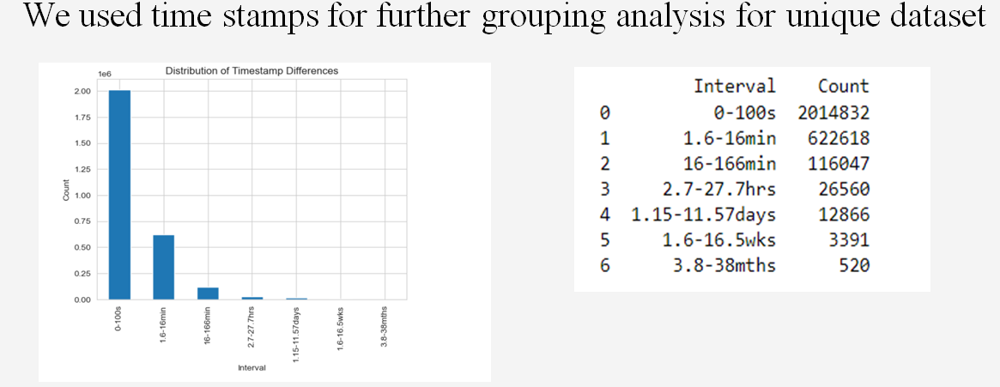 We used time stamps for further grouping analysis for unique dataset
Distribution of Timestamp Differences
1e6
2.00
1.75
1.50
1.25
1.00
0.75
0.50
0.25
0.00
Count
0-100s
1.6-16min
16-166min
2.7-27.7hrs
1.15-11.57days
1.6-16.5wks
3.8-38mths
Interval
Interval Count
0 0-100s 2014832
1 1.6-16min 622618
2 16-166min 116047
3 2.7-27.7hrs 26560
4 1.15-11.57days 12866
5 1.6-16.5wks 3391
6 3.8-38mths 520